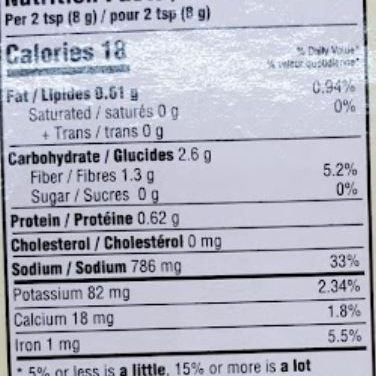 Per 2 tsp (8 g) / pour 2 tsp (8 g)
Calories 18
% Daily Value*
% valeur quotidienne*
Fat / Lipides 0.61 g 0.94%
Saturated / saturés 0 g 0%
+ Trans / trans 0 g
Carbohydrate / Glucides 2.6 g
Fiber / Fibres 1.3 g 5.2%
Sugar / Sucres 0 g 0%
Protein / Protéine 0.62 g
Cholesterol / Cholestérol 0 mg
Sodium / Sodium 786 mg 33%
Potassium 82 mg 2.34%
Calcium 18 mg 1.8%
Iron 1 mg 5.5%
* 5% or less is a little, 15% or more is a lot